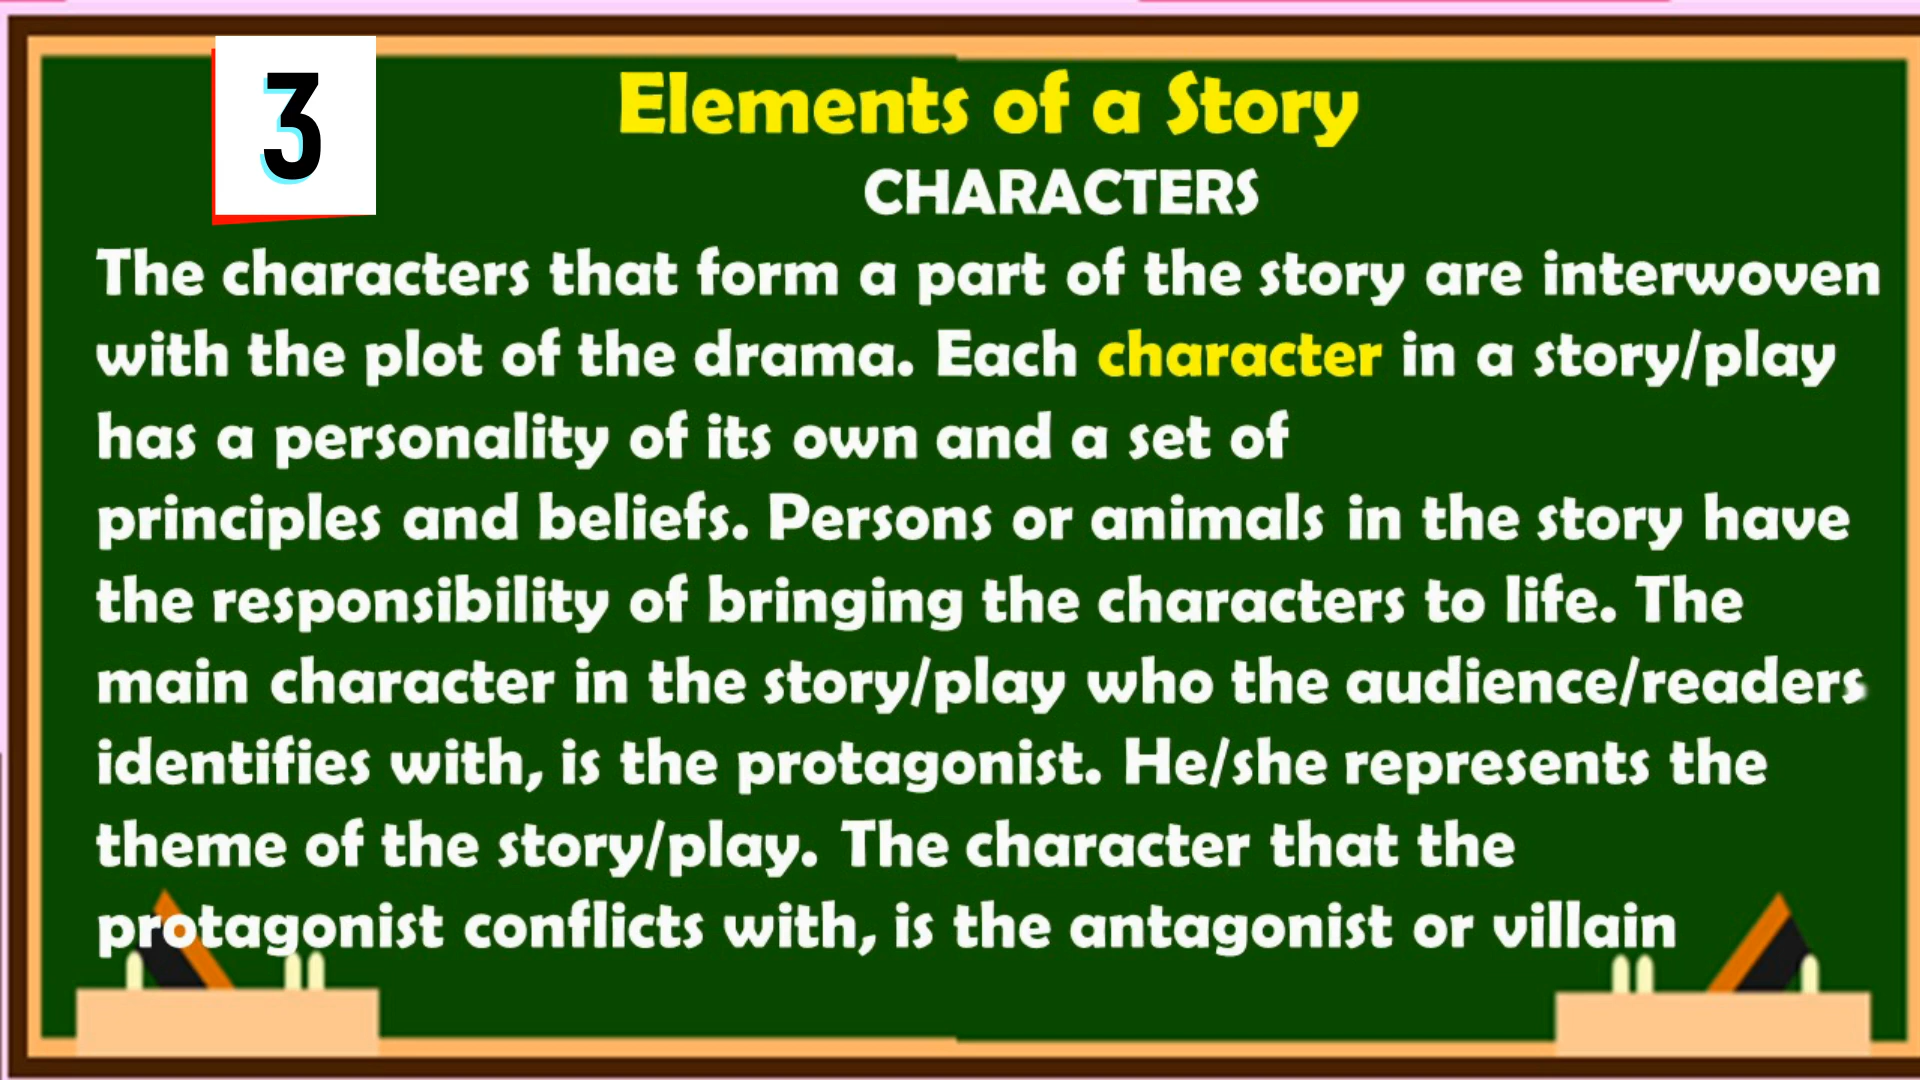 3
Elements of a Story
CHARACTERS
The characters that form a part of the story are interwoven
with the plot of the drama. Each character in a story/play
has a personality of its own and a set of
principles and beliefs. Persons or animals in the story have
the responsibility of bringing the characters to life. The
main character in the story/play who the audience/readers
identifies with, is the protagonist. He/she represents the
theme of the story/play. The character that the
protagonist conflicts with, is the antagonist or villain